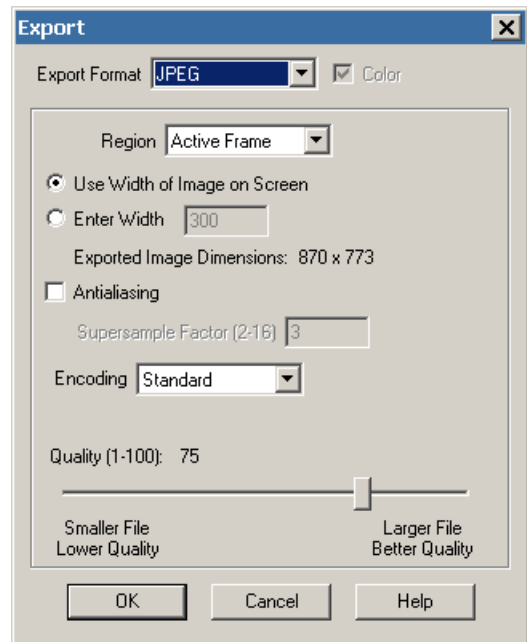 Export
Export Format JPEG Color
Region Active Frame
Use Width of Image on Screen
Enter Width 300
Exported Image Dimensions: 870 x 773
Antialiasing
Supersample Factor (2-16) 3
Encoding Standard
Quality (1-100): 75
Smaller File Larger File
Lower Quality Better Quality
OK Cancel Help